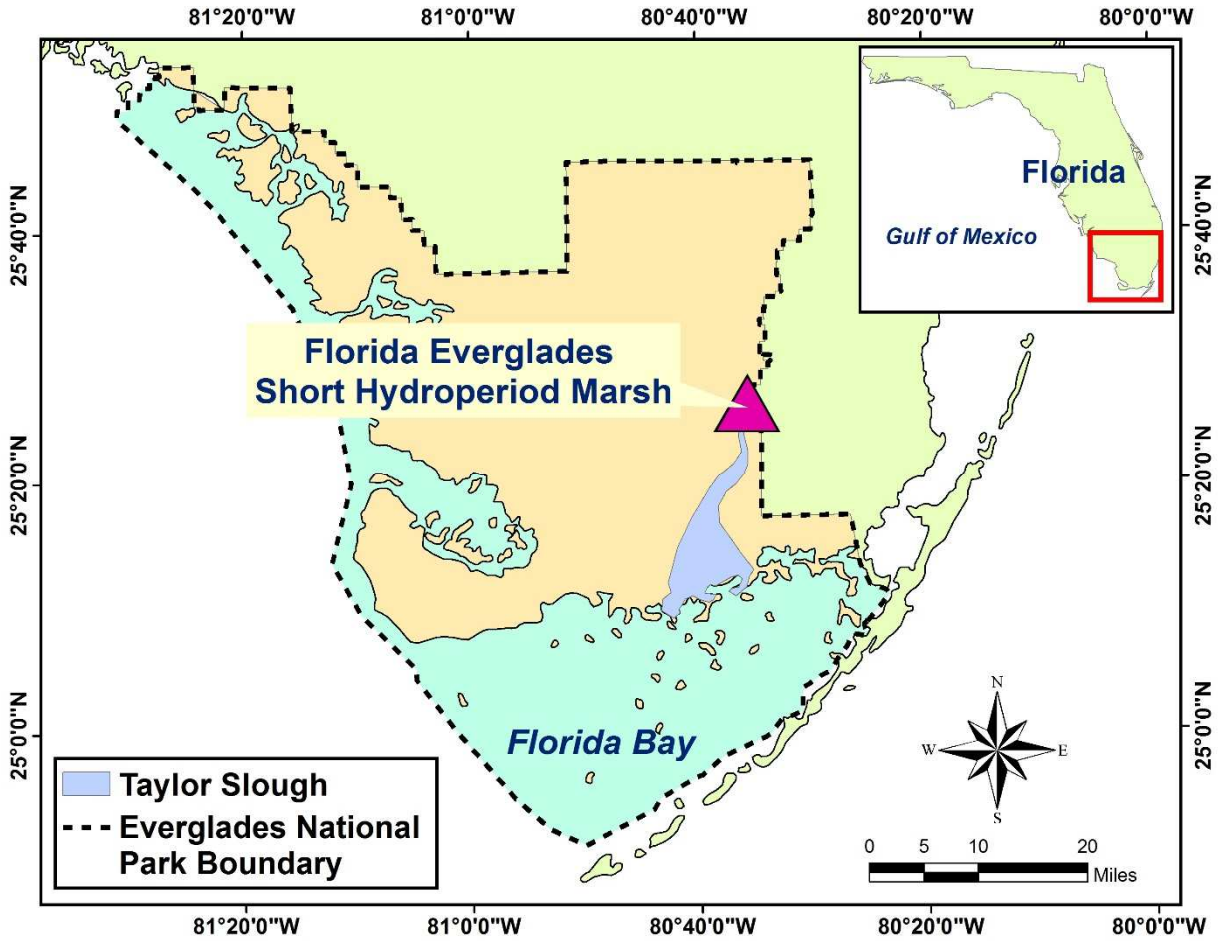 81°20'0"W 81°0'0"W 80°40'0"W 80°20'0"W 80°0'0"W
Florida
Gulf of Mexico
25°40'0"N 25°40'0"N
Florida Everglades
Short Hydroperiod Marsh
25°20'0"N 25°20'0"N
25°0'0"N 25°0'0"N
Florida Bay
N
W E
S
Taylor Slough
Everglades National
Park Boundary
0 5 10 20
Miles
81°20'0"W 81°0'0"W 80°40'0"W 80°20'0"W 80°0'0"W